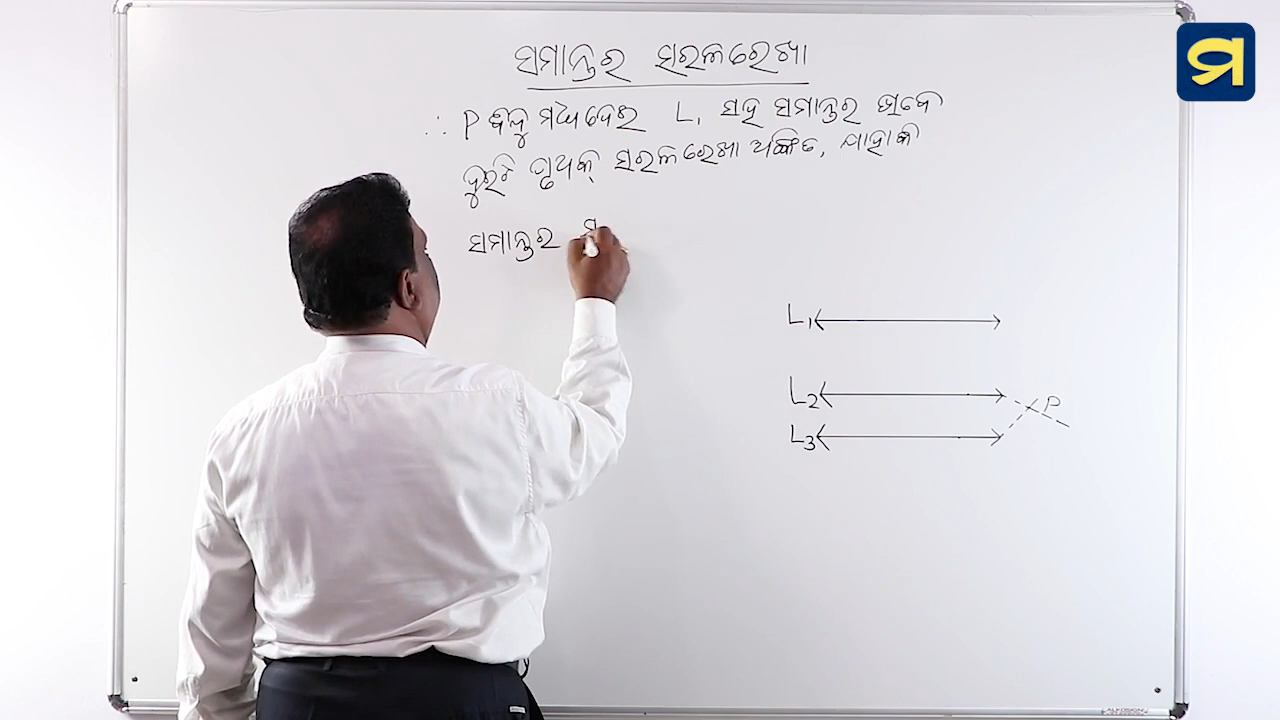 ସମାନ୍ତର ସରଳରେଖା
∴ P ବିନ୍ଦୁ ମଧ୍ୟଦେଇ L₁ ସହ ସମାନ୍ତର ଭାବେ
ଦୁଇଟି ପୃଥକ୍ ସରଳରେଖା ଅଙ୍କିତ, ଯାହାକି
ସମାନ୍ତର ସ
L₁
L₂
P
L₃
ସ